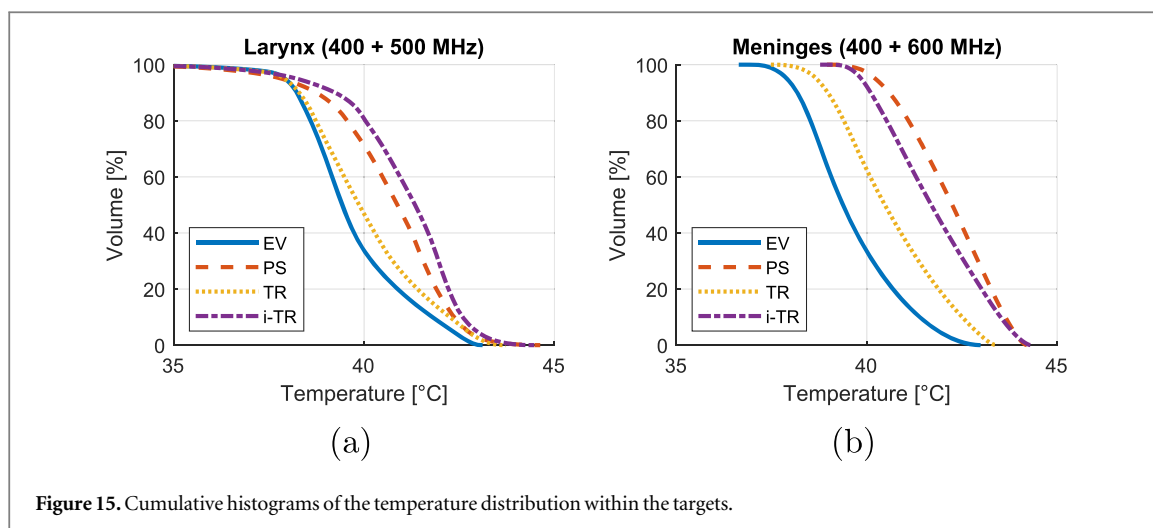 Larynx (400 + 500 MHz)
Volume [%]
100
80
60
40
20
0
EV
PS
TR
i-TR
35
40
45
Temperature [°C]
(a)
Meninges (400 + 600 MHz)
Volume [%]
100
80
60
40
20
0
EV
PS
TR
i-TR
35
40
45
Temperature [°C]
(b)
Figure 15. Cumulative histograms of the temperature distribution within the targets.